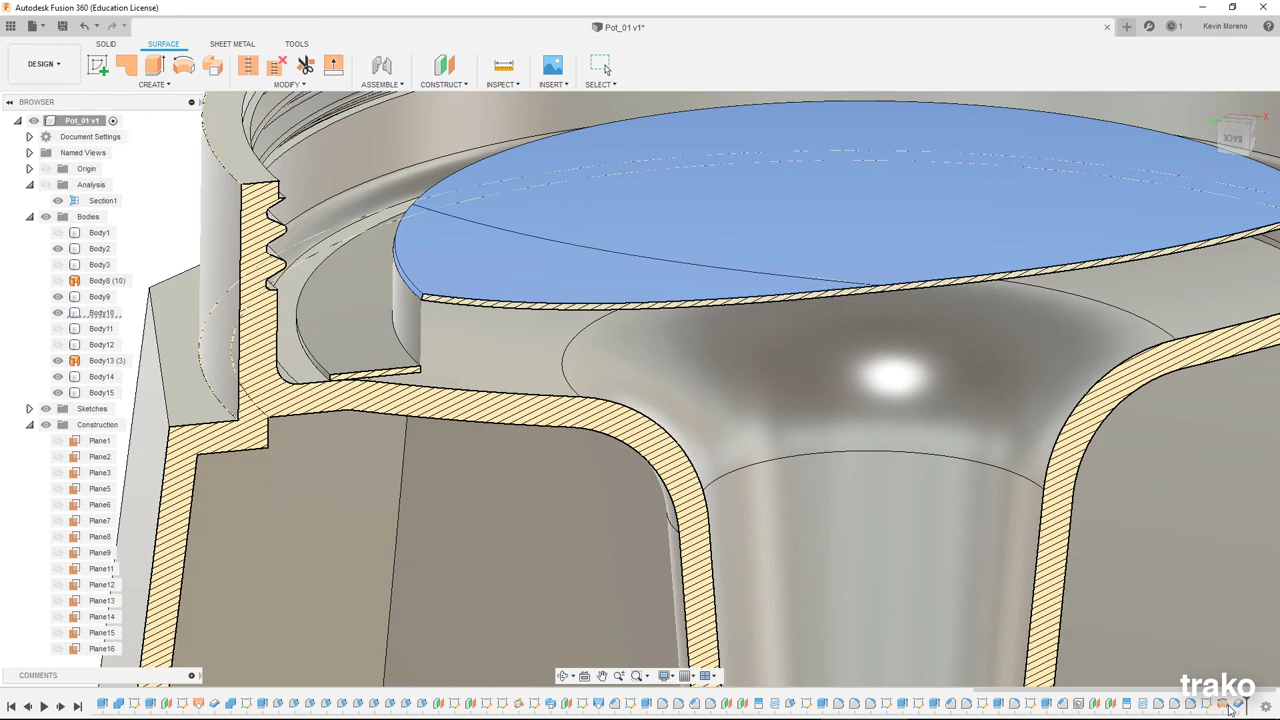 Autodesk Fusion 360 (Education License)
Pot_01 v1*
1
Kevin Moreno
SOLID SURFACE SHEET METAL TOOLS
DESIGN
CREATE MODIFY ASSEMBLE CONSTRUCT INSPECT INSERT SELECT
BROWSER
Pot_01 v1
Document Settings
Named Views
Origin
Analysis
Section1
Bodies
Body1
Body2
Body3
Body8 (10)
Body9
Body10
Body11
Body12
Body13 (3)
Body14
Body15
Sketches
Construction
Plane1
Plane2
Plane3
Plane5
Plane6
Plane7
Plane8
Plane9
Plane11
Plane12
Plane13
Plane14
Plane15
Plane16
X
BACK
COMMENTS
trako